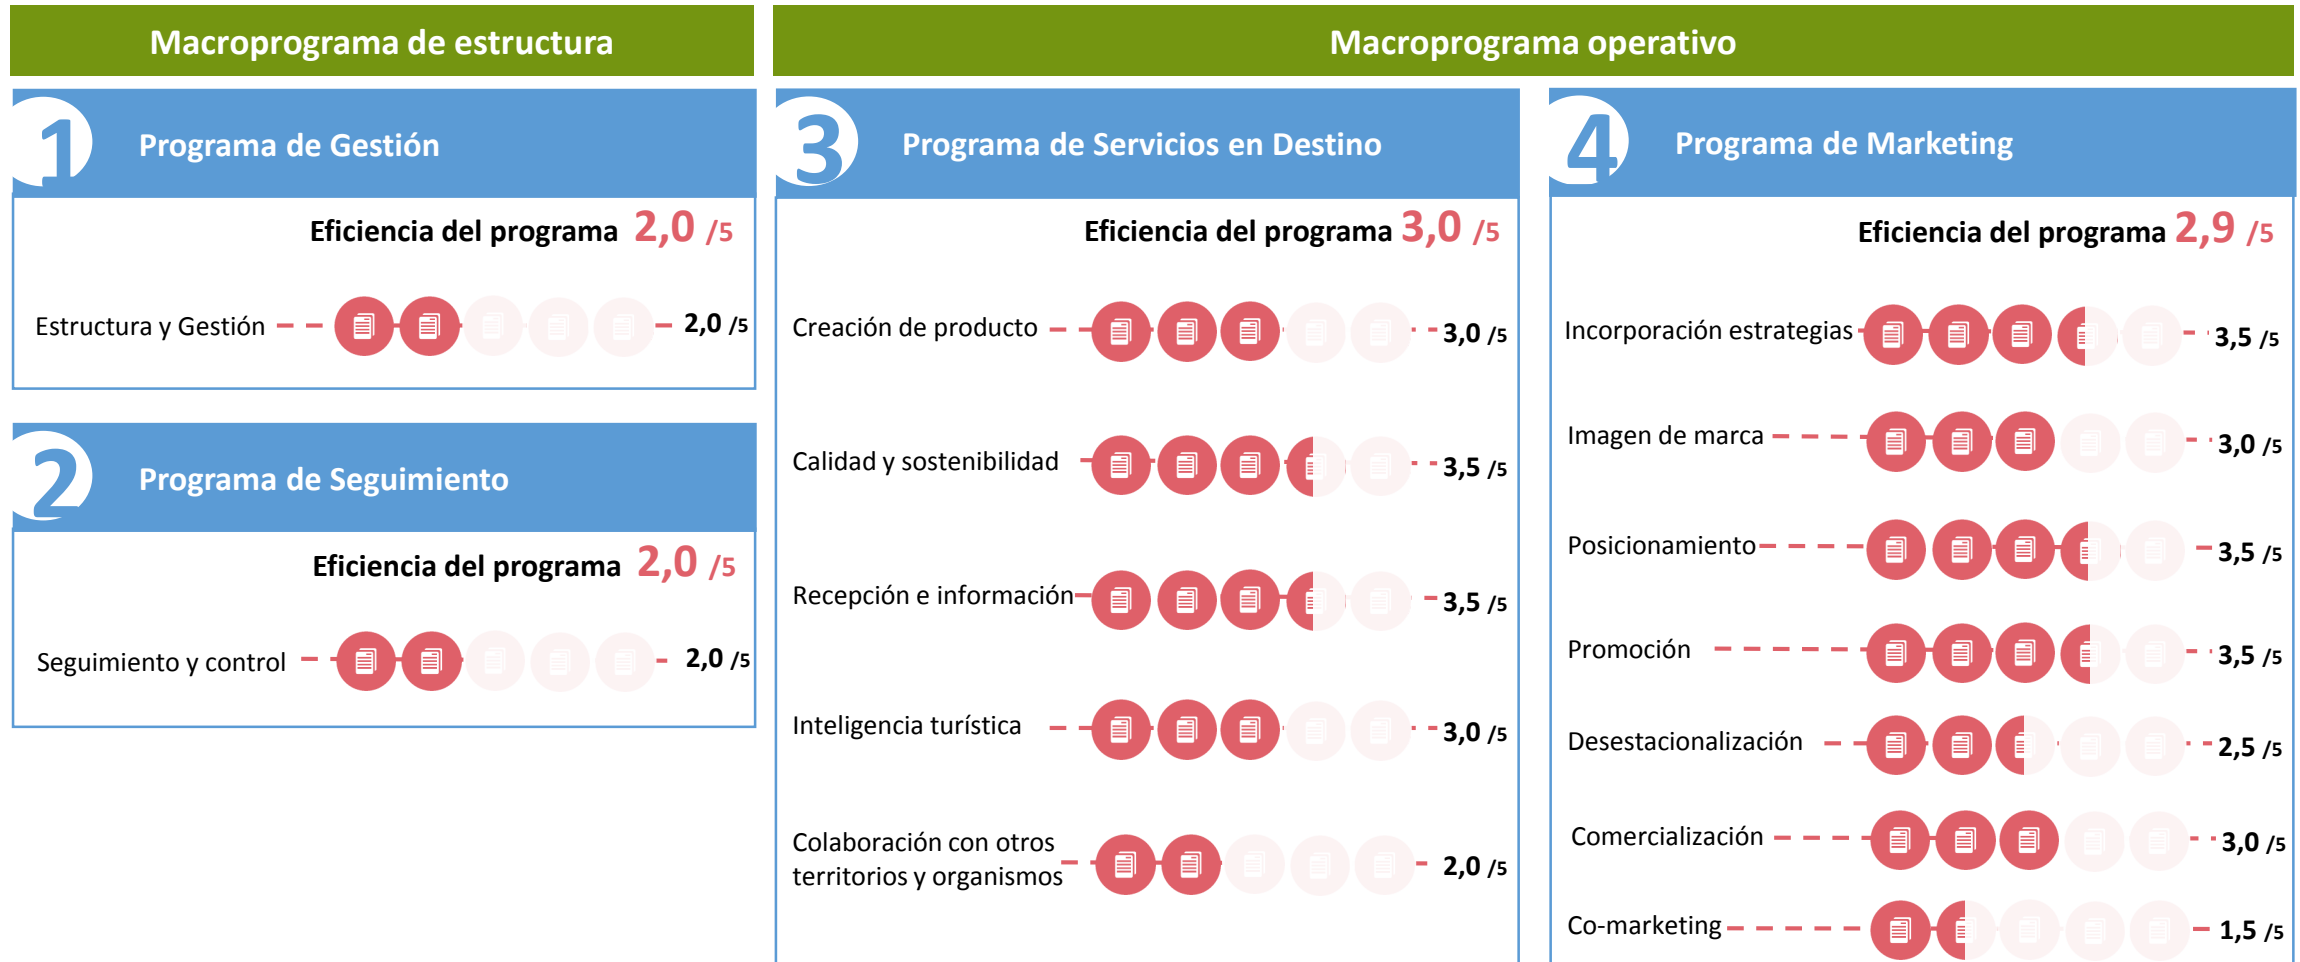 Macroprograma de estructura
Macroprograma operativo
1
Programa de Gestión
Eficiencia del programa 2,0 /5
Estructura y Gestión 2,0 /5
2
Programa de Seguimiento
Eficiencia del programa 2,0 /5
Seguimiento y control 2,0 /5
3
Programa de Servicios en Destino
Eficiencia del programa 3,0 /5
Creación de producto 3,0 /5
Calidad y sostenibilidad 3,5 /5
Recepción e información 3,5 /5
Inteligencia turística 3,0 /5
Colaboración con otros
territorios y organismos 2,0 /5
4
Programa de Marketing
Eficiencia del programa 2,9 /5
Incorporación estrategias 3,5 /5
Imagen de marca 3,0 /5
Posicionamiento 3,5 /5
Promoción 3,5 /5
Desestacionalización 2,5 /5
Comercialización 3,0 /5
Co-marketing 1,5 /5